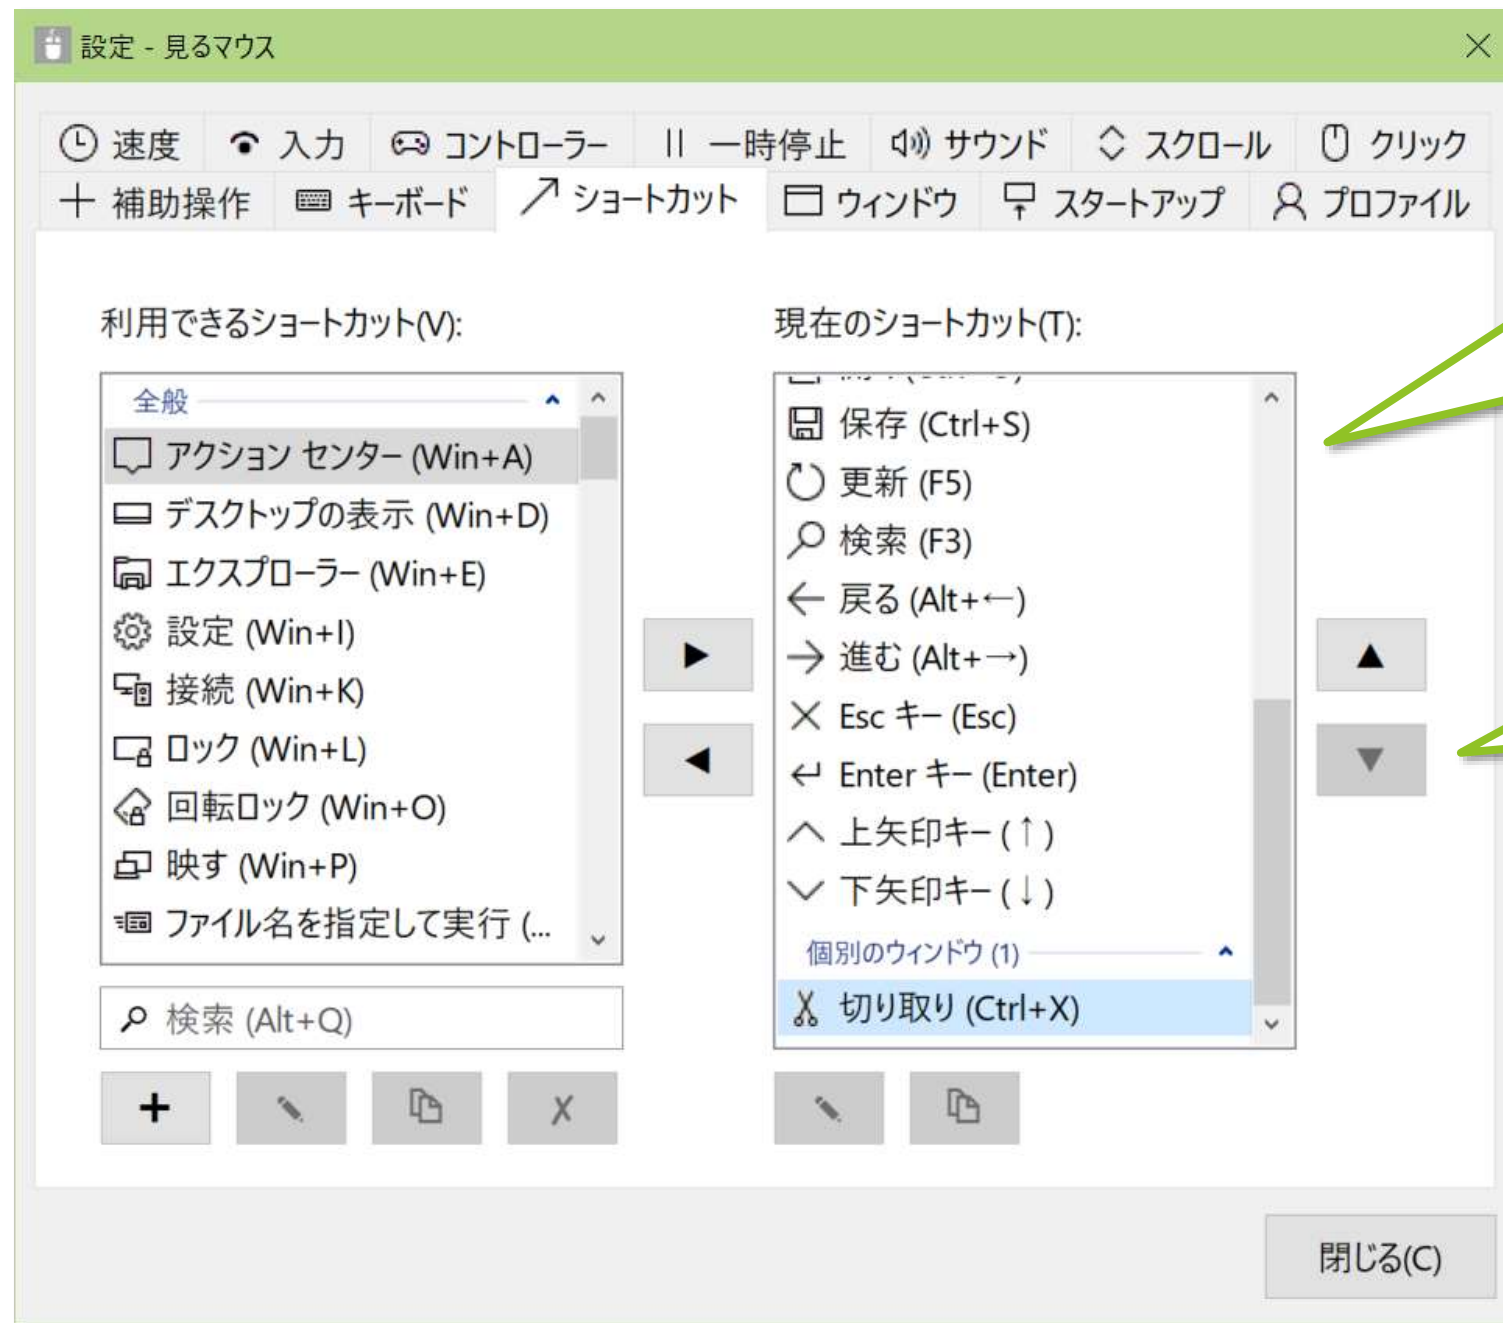 設定 - 見るマウス
速度 入力 コントローラー 一時停止 サウンド スクロール クリック
補助操作 キーボード ショートカット ウィンドウ スタートアップ プロファイル
利用できるショートカット(V):
全般
アクション センター (Win+A)
デスクトップの表示 (Win+D)
エクスプローラー (Win+E)
設定 (Win+I)
接続 (Win+K)
ロック (Win+L)
回転ロック (Win+O)
映す (Win+P)
ファイル名を指定して実行 (...
検索 (Alt+Q)
現在のショートカット(T):
保存 (Ctrl+S)
更新 (F5)
検索 (F3)
戻る (Alt+←)
進む (Alt+→)
Esc キー (Esc)
Enter キー (Enter)
上矢印キー (↑)
下矢印キー (↓)
個別のウィンドウ (1)
切り取り (Ctrl+X)
閉じる(C)